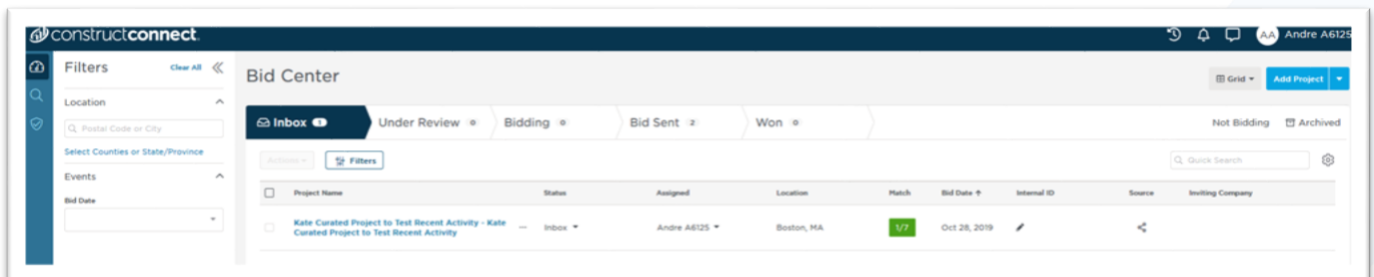 constructconnect.
AA Andre A6125
Filters Clear All
Bid Center
Grid
Add Project
Location
Postal Code or City
Select Counties or State/Province
Events
Bid Date
Inbox 1
Under Review 0
Bidding 0
Bid Sent 2
Won 0
Not Bidding
Archived
Actions
Filters
Quick Search
Project Name Status Assigned Location Match Bid Date ↑ Internal ID Source Inviting Company
Kate Curated Project to Test Recent Activity - Kate
Curated Project to Test Recent Activity
... Inbox Andre A6125 Boston, MA 1/7 Oct 28, 2019